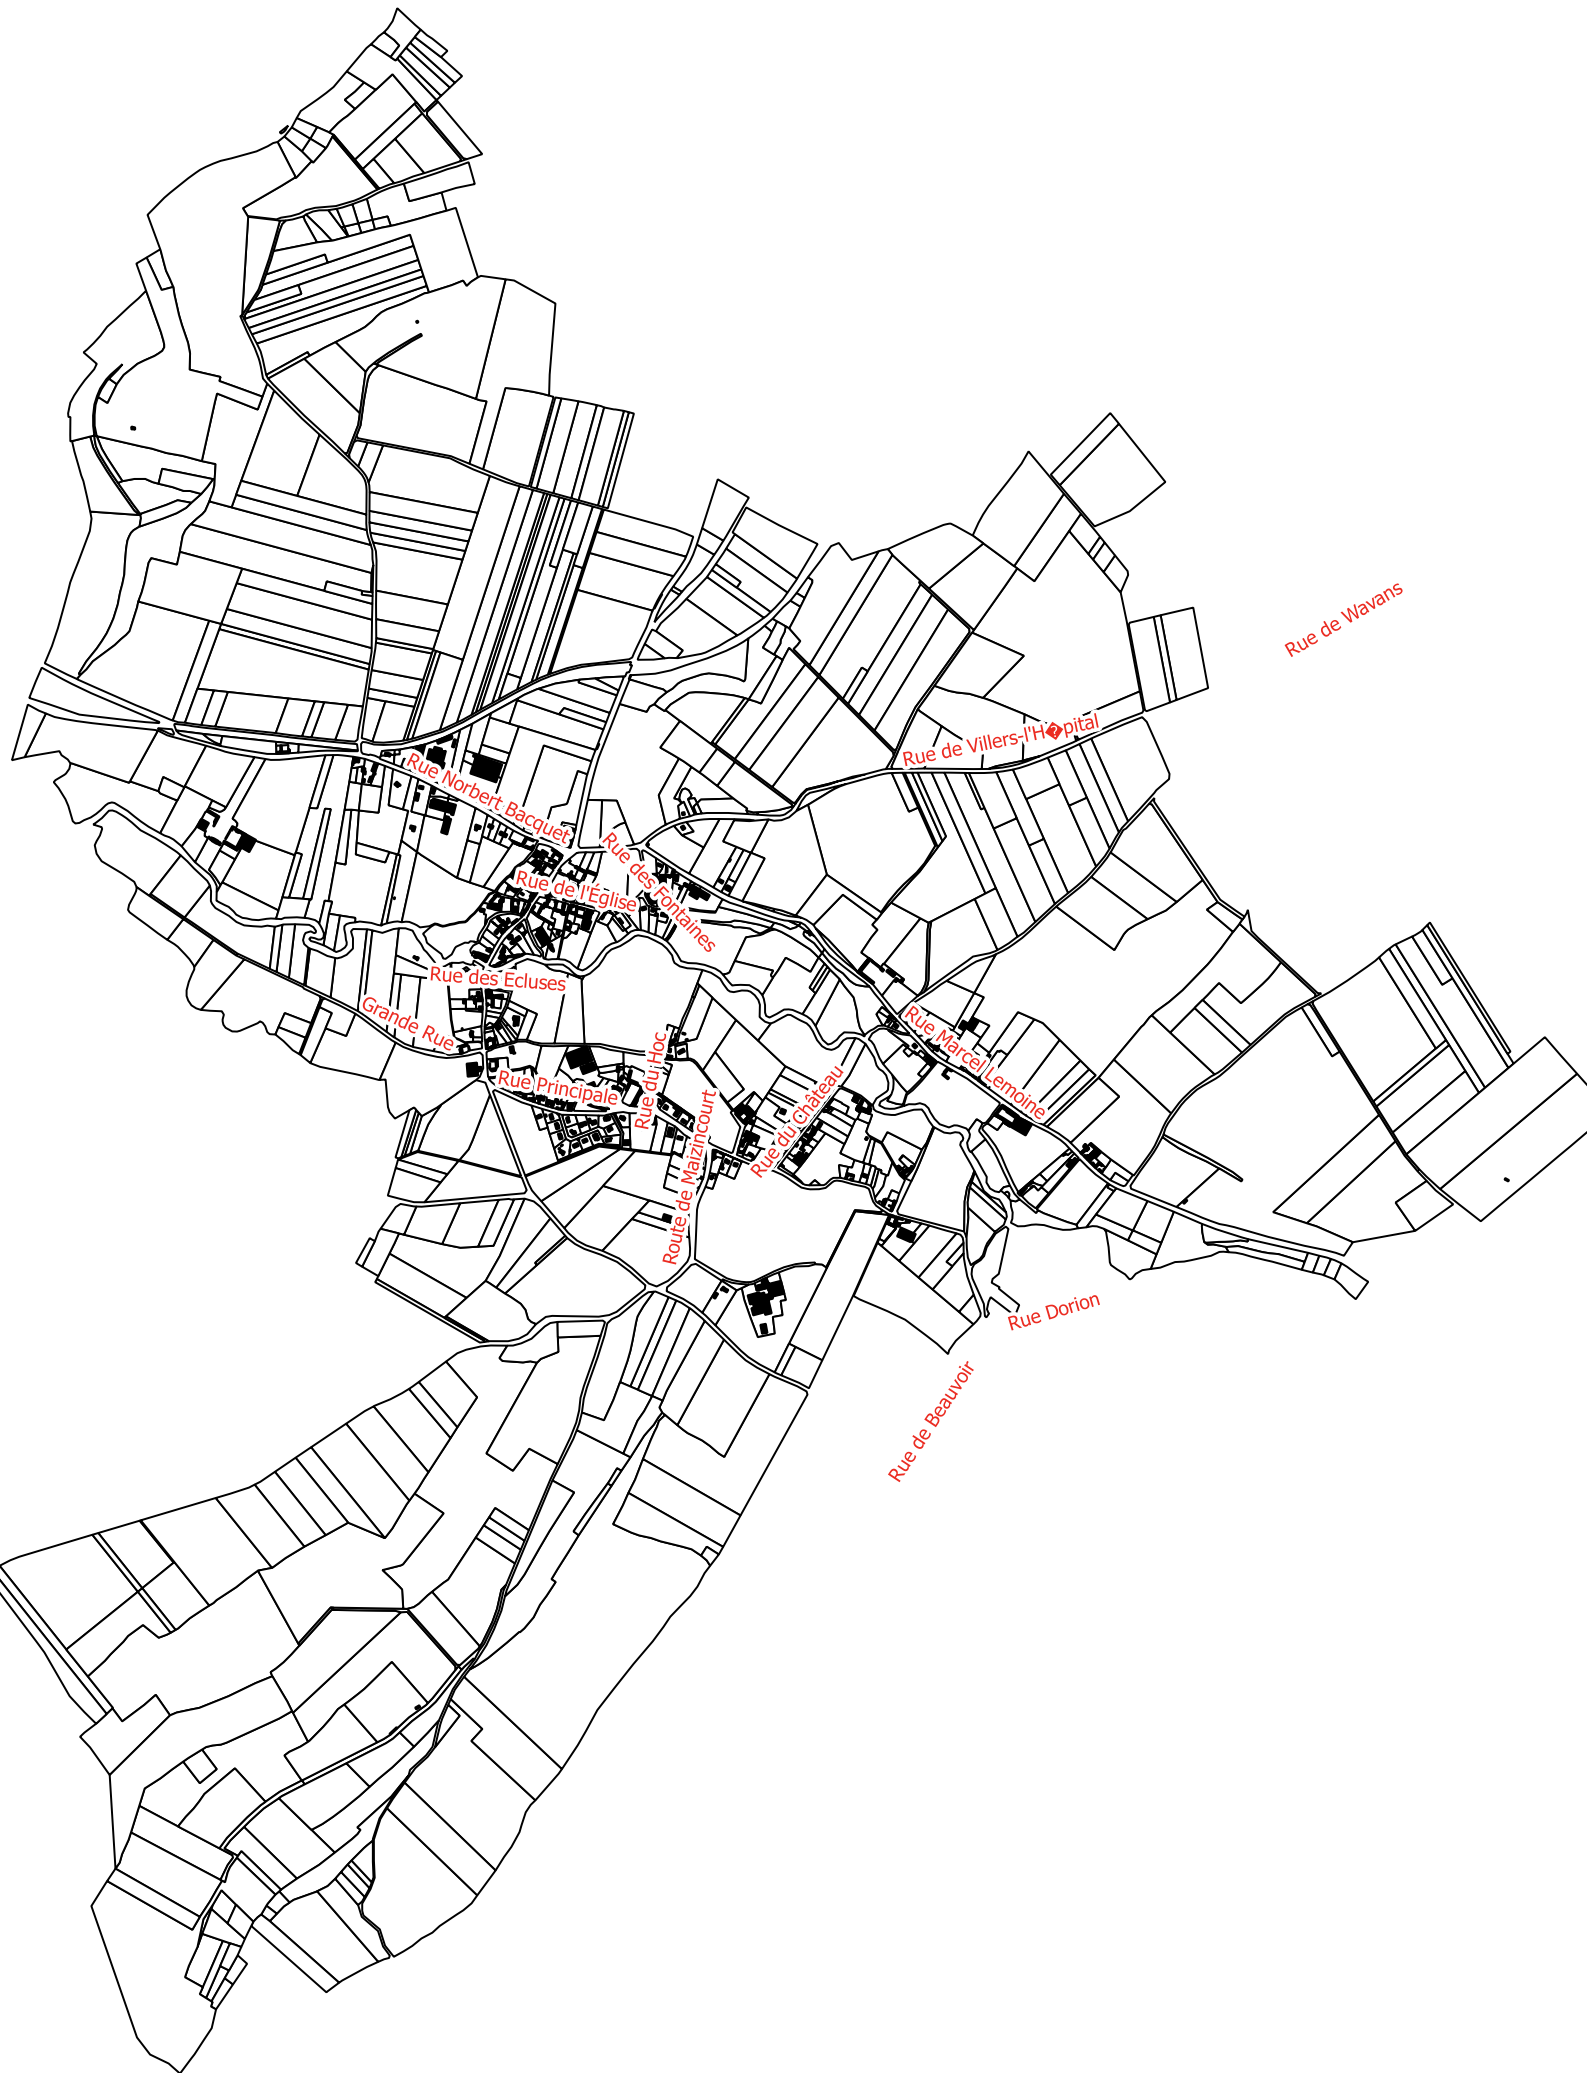 Rue de Wavans
Rue de Villers-l'H�pital
Rue Norbert Bacquet
Rue des Fontaines
Rue de l'Église
Rue des Ecluses
Grande Rue
Rue Marcel Lemoine
Rue Principale
Rue du Hoc
Rue du Château
Route de Maizincourt
Rue Dorion
Rue de Beauvoir